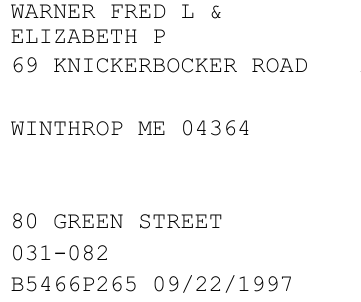 WARNER FRED L &
ELIZABETH P
69 KNICKERBOCKER ROAD
WINTHROP ME 04364
80 GREEN STREET
031-082
B5466P265 09/22/1997